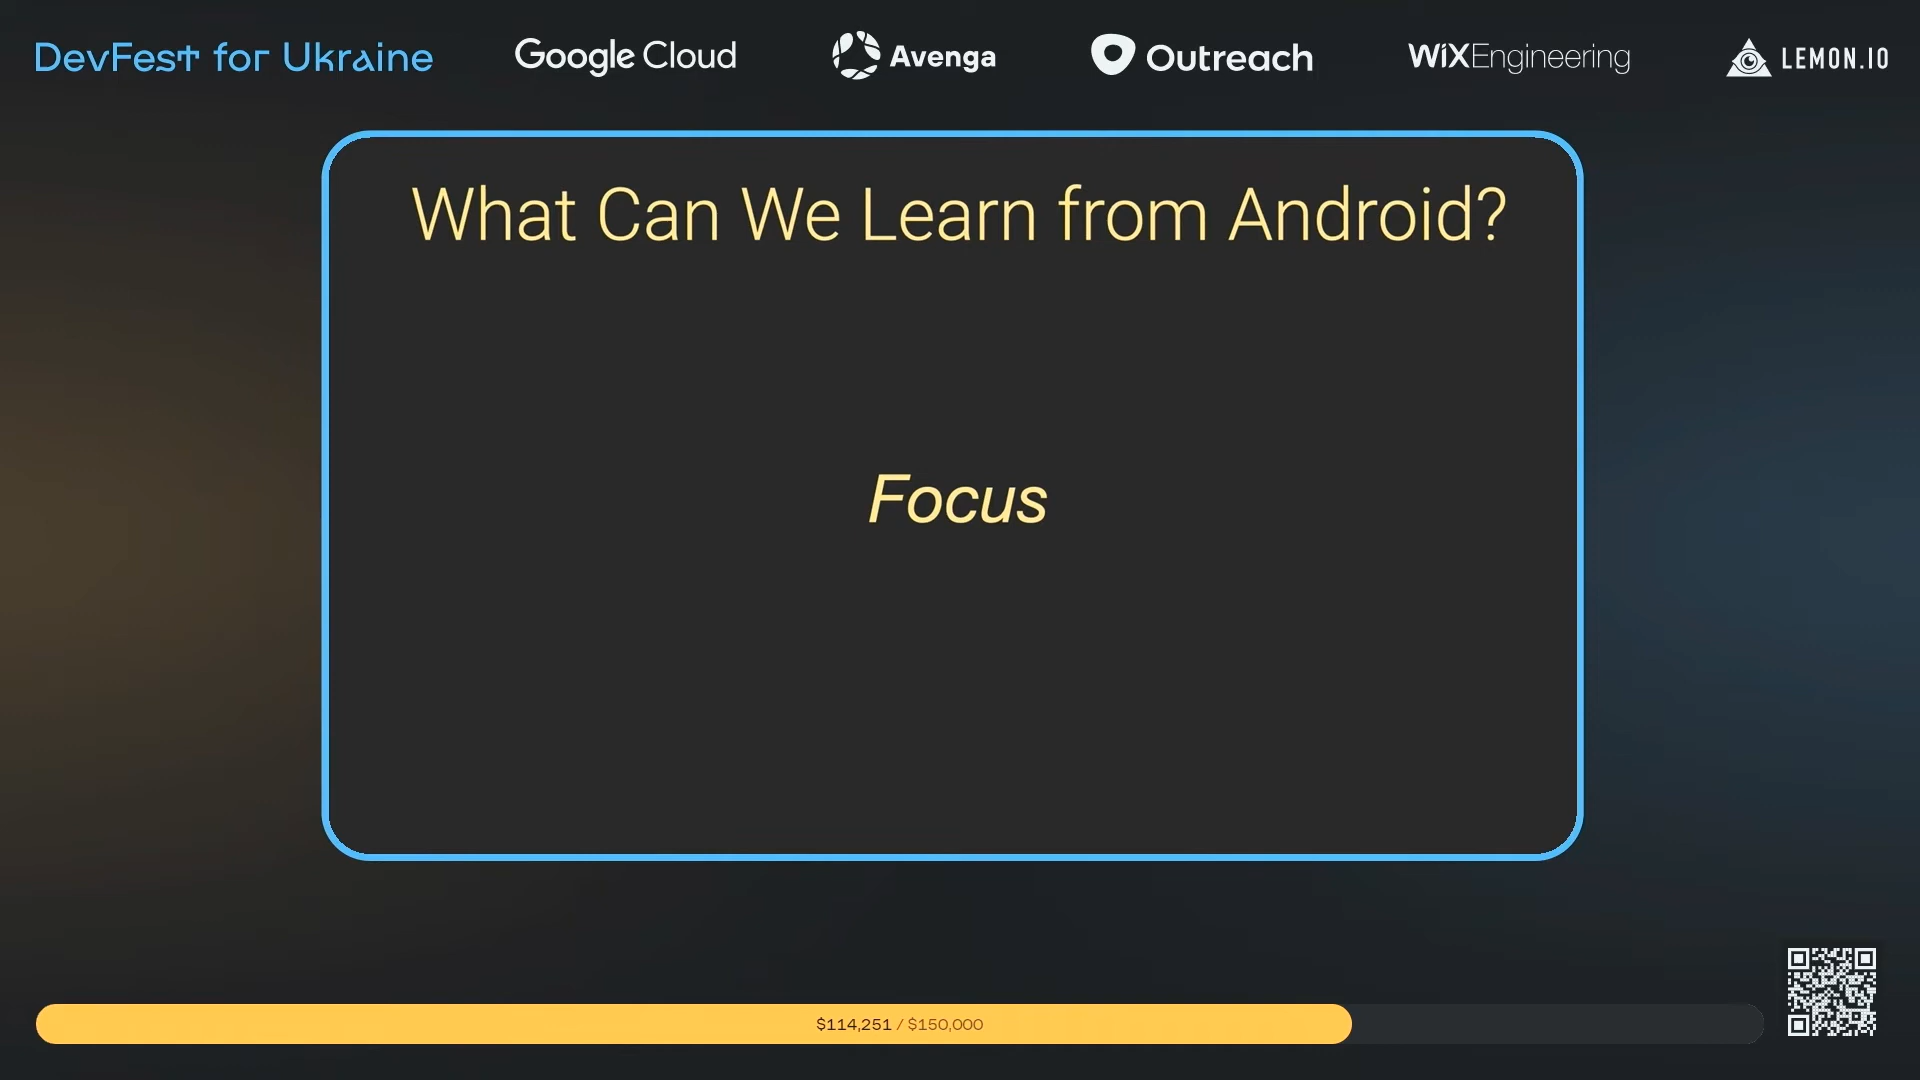 DevFest for Ukraine
Google Cloud
Avenga
Outreach
WiXEngineering
LEMON.IO
What Can We Learn from Android?
Focus
$114,251 / $150,000